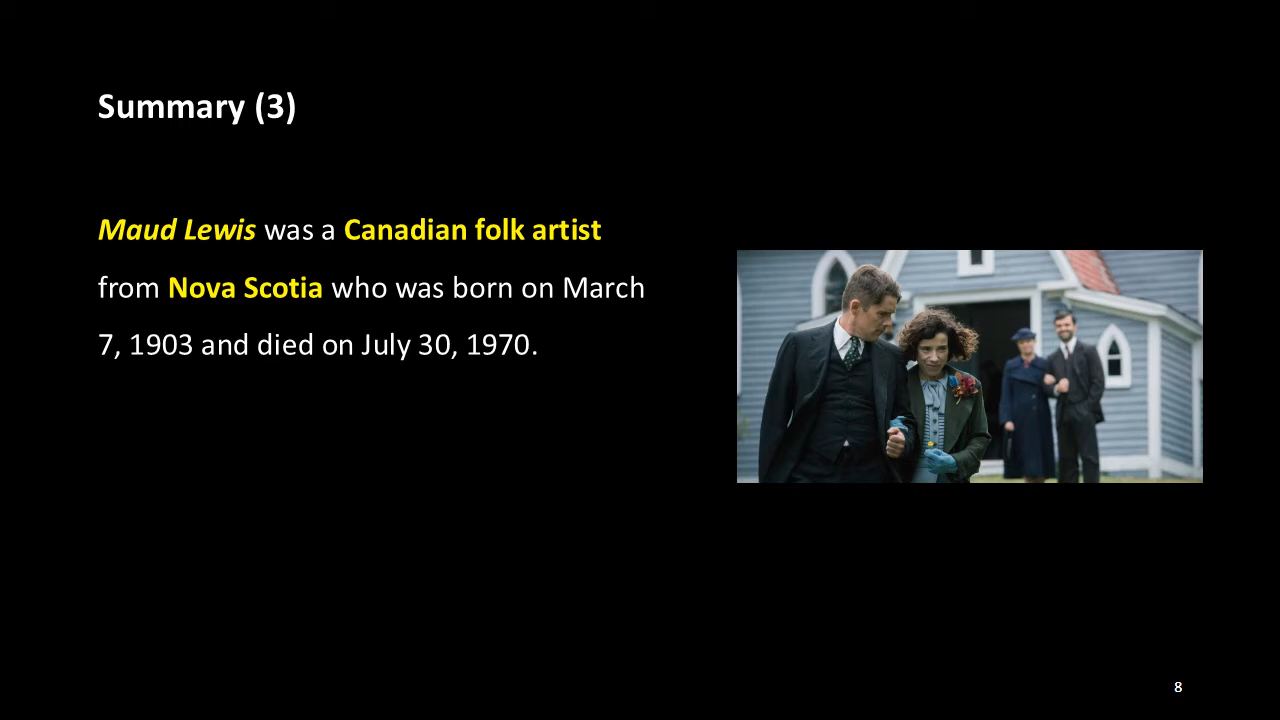 Summary (3)
Maud Lewis was a Canadian folk artist
from Nova Scotia who was born on March
7, 1903 and died on July 30, 1970.
8